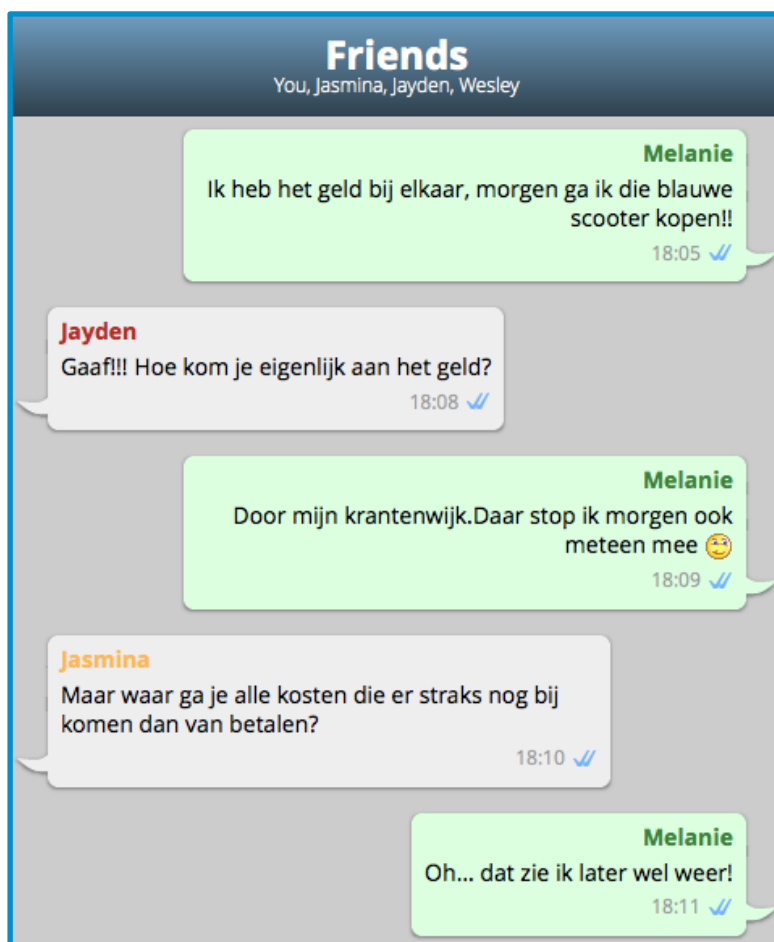 Friends
You, Jasmina, Jayden, Wesley
Melanie
Ik heb het geld bij elkaar, morgen ga ik die blauwe
scooter kopen!!
18:05
Jayden
Gaaf!!! Hoe kom je eigenlijk aan het geld?
18:08
Melanie
Door mijn krantenwijk.Daar stop ik morgen ook
meteen mee
18:09
Jasmina
Maar waar ga je alle kosten die er straks nog bij
komen dan van betalen?
18:10
Melanie
Oh... dat zie ik later wel weer!
18:11